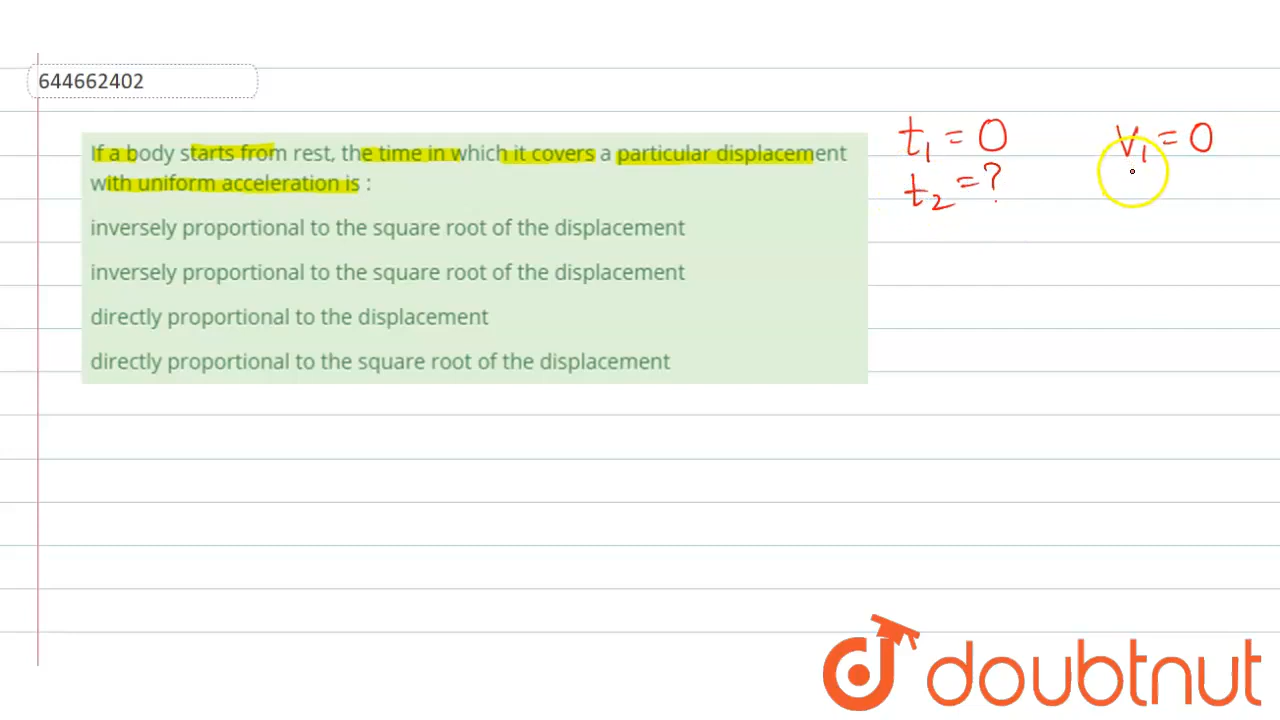 644662402
If a body starts from rest, the time in which it covers a particular displacement
with uniform acceleration is :
inversely proportional to the square root of the displacement
inversely proportional to the square root of the displacement
directly proportional to the displacement
directly proportional to the square root of the displacement
t₁ = 0
t₂ = ?
V₁ = 0
doubtnut